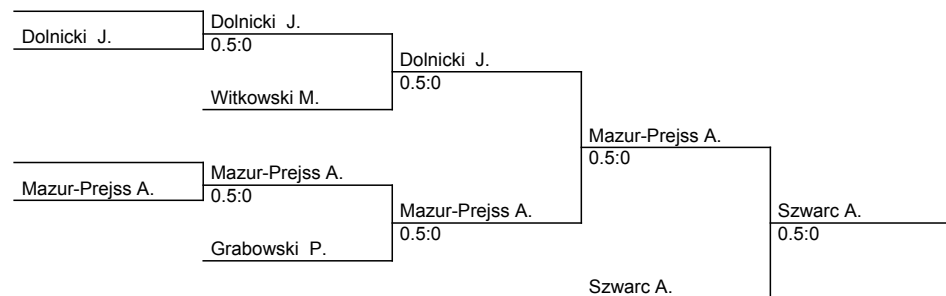 Dolnicki J.
Dolnicki J.
0.5:0
Dolnicki J.
0.5:0
Witkowski M.
Mazur-Prejss A.
0.5:0
Mazur-Prejss A.
Mazur-Prejss A.
0.5:0
Mazur-Prejss A.
0.5:0
Szwarc A.
0.5:0
Grabowski P.
Szwarc A.